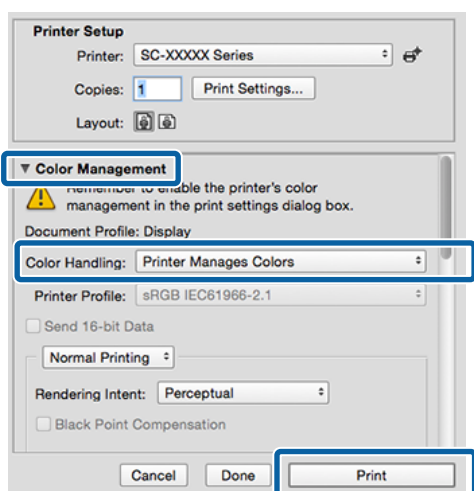 Printer Setup
Printer: SC-XXXXX Series
Copies: 1 Print Settings...
Layout:
▼ Color Management
Remember to enable the printer's color
management in the print settings dialog box.
Document Profile: Display
Color Handling: Printer Manages Colors
Printer Profile: sRGB IEC61966-2.1
Send 16-bit Data
Normal Printing
Rendering Intent: Perceptual
Black Point Compensation
Cancel Done Print